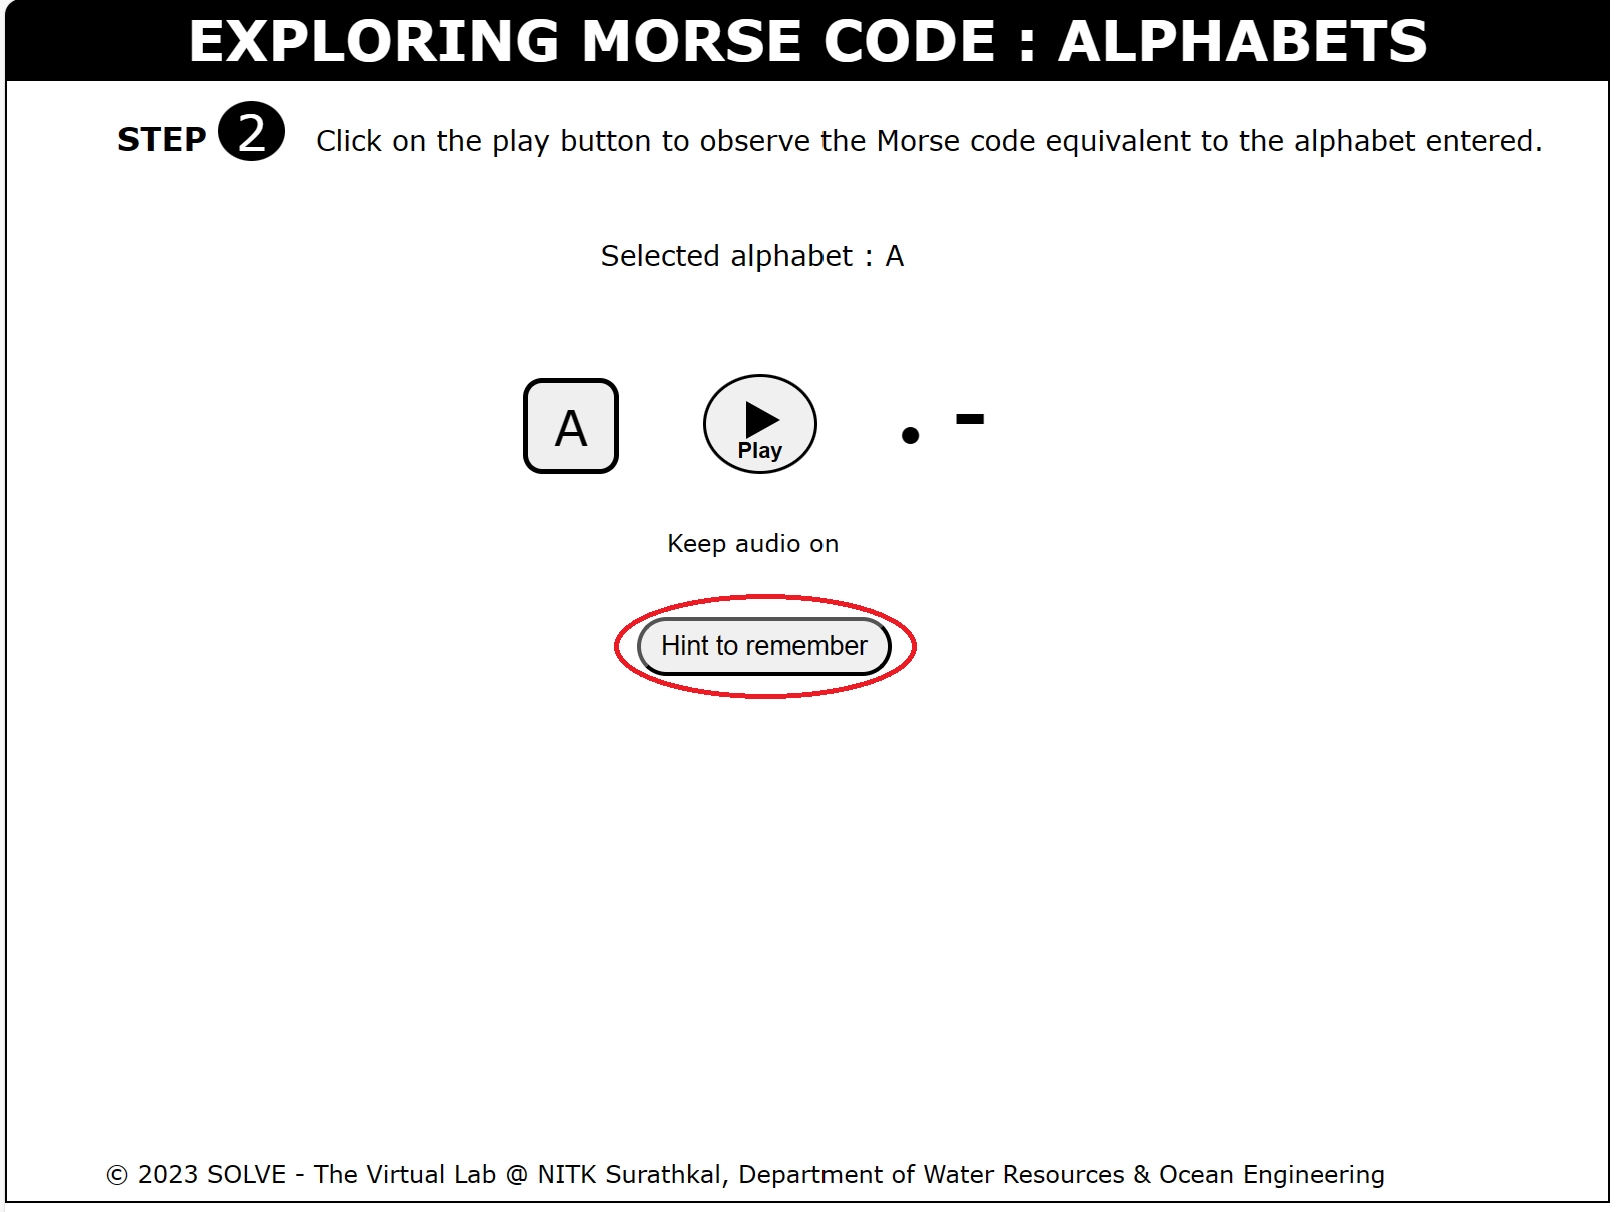 EXPLORING MORSE CODE : ALPHABETS
STEP 2 Click on the play button to observe the Morse code equivalent to the alphabet entered.
Selected alphabet : A
A Play . -
Keep audio on
Hint to remember
© 2023 SOLVE - The Virtual Lab @ NITK Surathkal, Department of Water Resources & Ocean Engineering